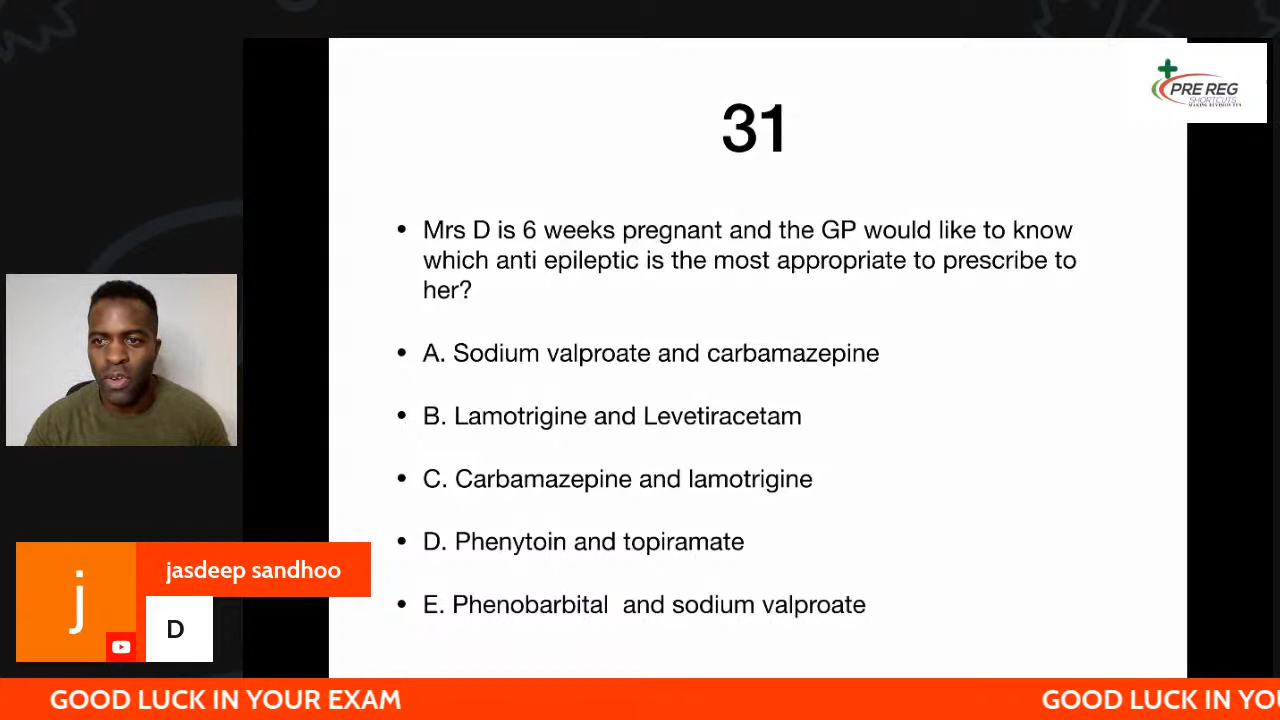 PRE REG
SHORTCUTS
31
• Mrs D is 6 weeks pregnant and the GP would like to know
which anti epileptic is the most appropriate to prescribe to
her?
• A. Sodium valproate and carbamazepine
• B. Lamotrigine and Levetiracetam
• C. Carbamazepine and lamotrigine
• D. Phenytoin and topiramate
• E. Phenobarbital and sodium valproate
j
jasdeep sandhoo
D
GOOD LUCK IN YOUR EXAM
GOOD LUCK IN YOU